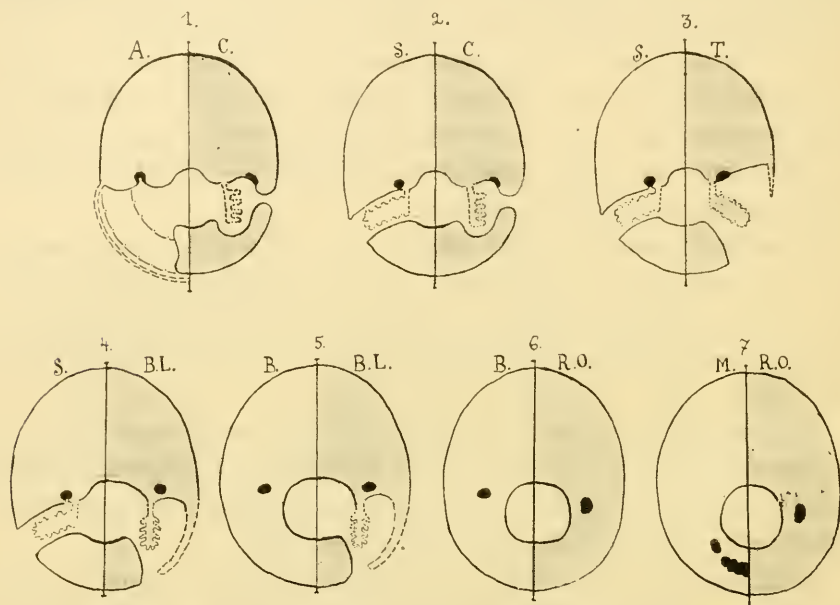 1. 2. 3.
A. C. S. C. S. T.
4. 5. 6. 7
S. B.L. B. B.L. B. R.O. M. R.O.